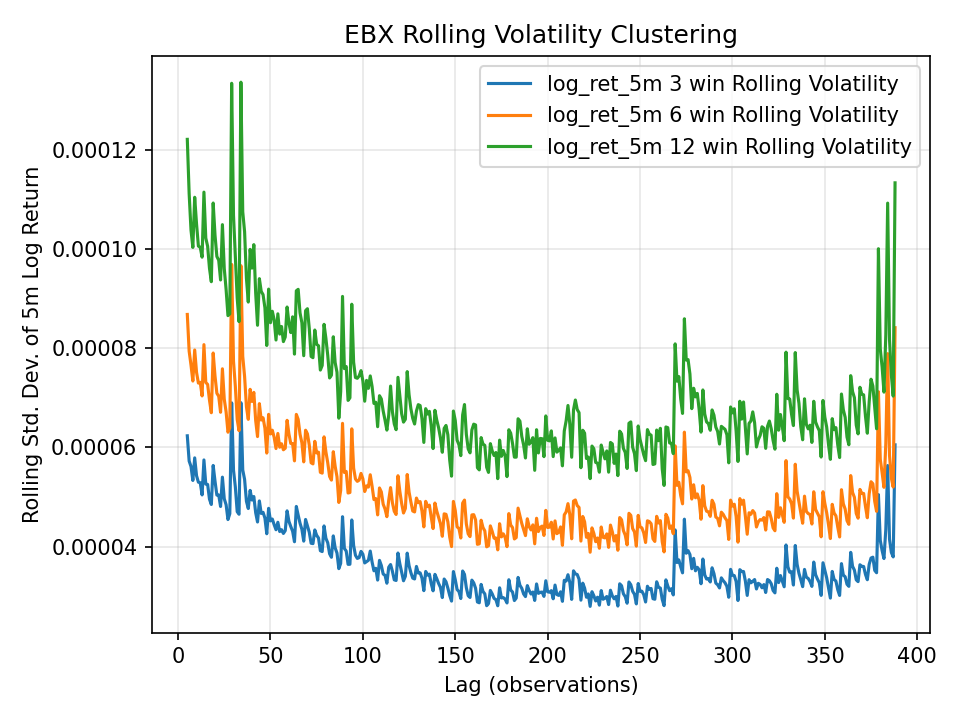 EBX Rolling Volatility Clustering
log_ret_5m 3 win Rolling Volatility
log_ret_5m 6 win Rolling Volatility
log_ret_5m 12 win Rolling Volatility
Rolling Std. Dev. of 5m Log Return
0.00012
0.00010
0.00008
0.00006
0.00004
0 50 100 150 200 250 300 350 400
Lag (observations)